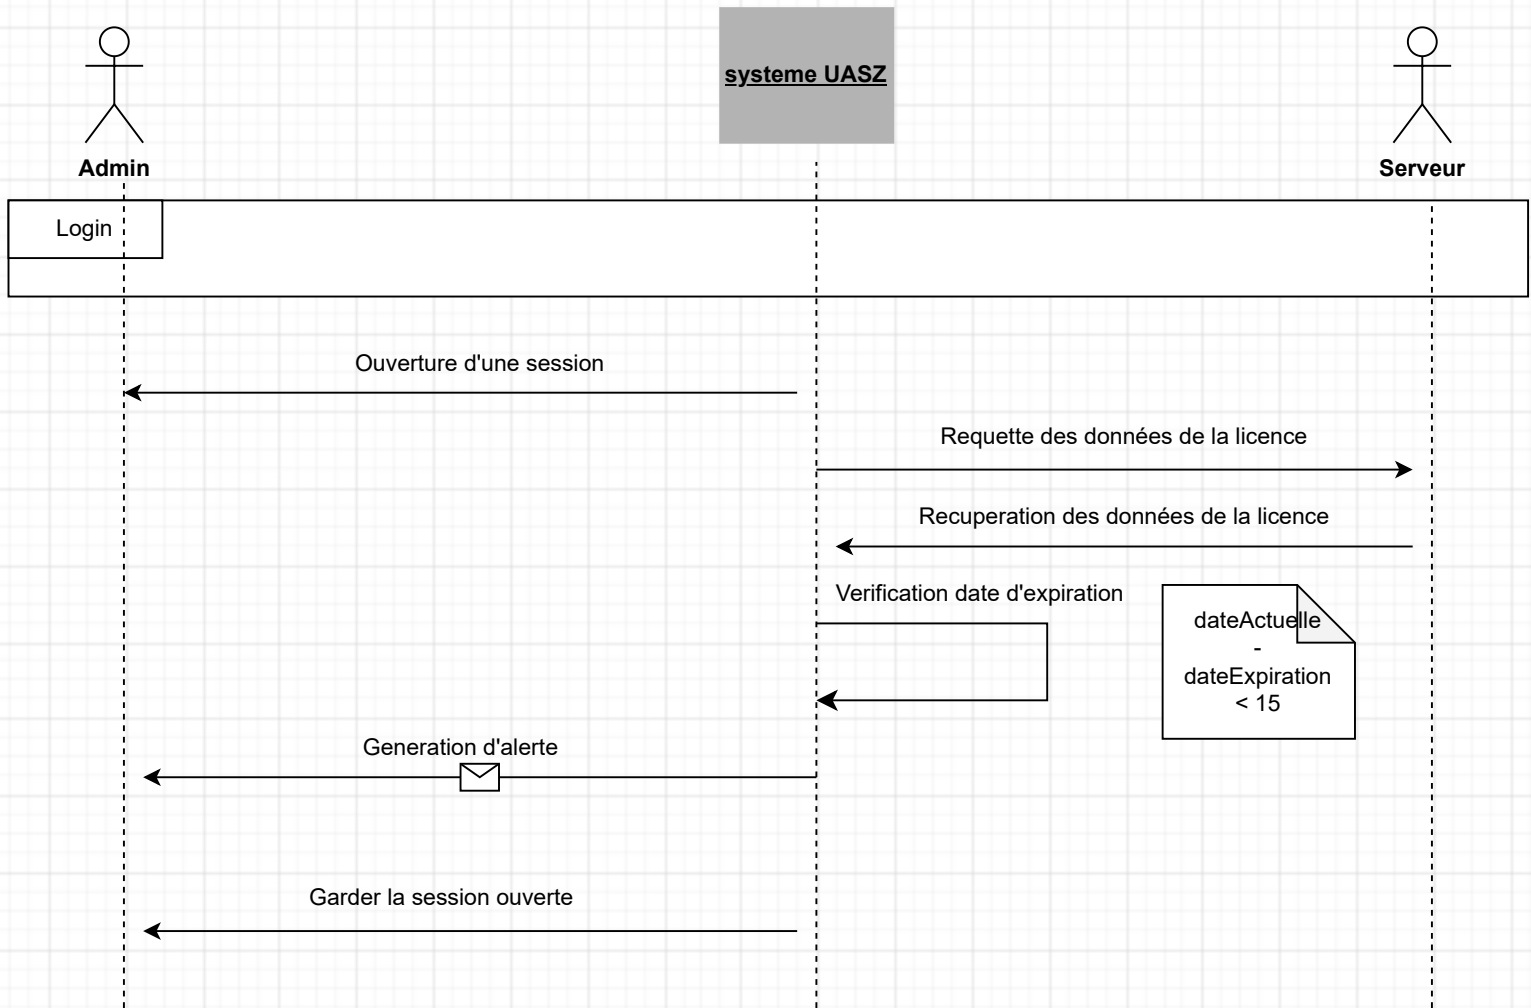 systeme UASZ
Admin
Serveur
Login
Ouverture d'une session
Requette des données de la licence
Recuperation des données de la licence
Verification date d'expiration
dateActuelle
-
dateExpiration
< 15
Generation d'alerte
Garder la session ouverte